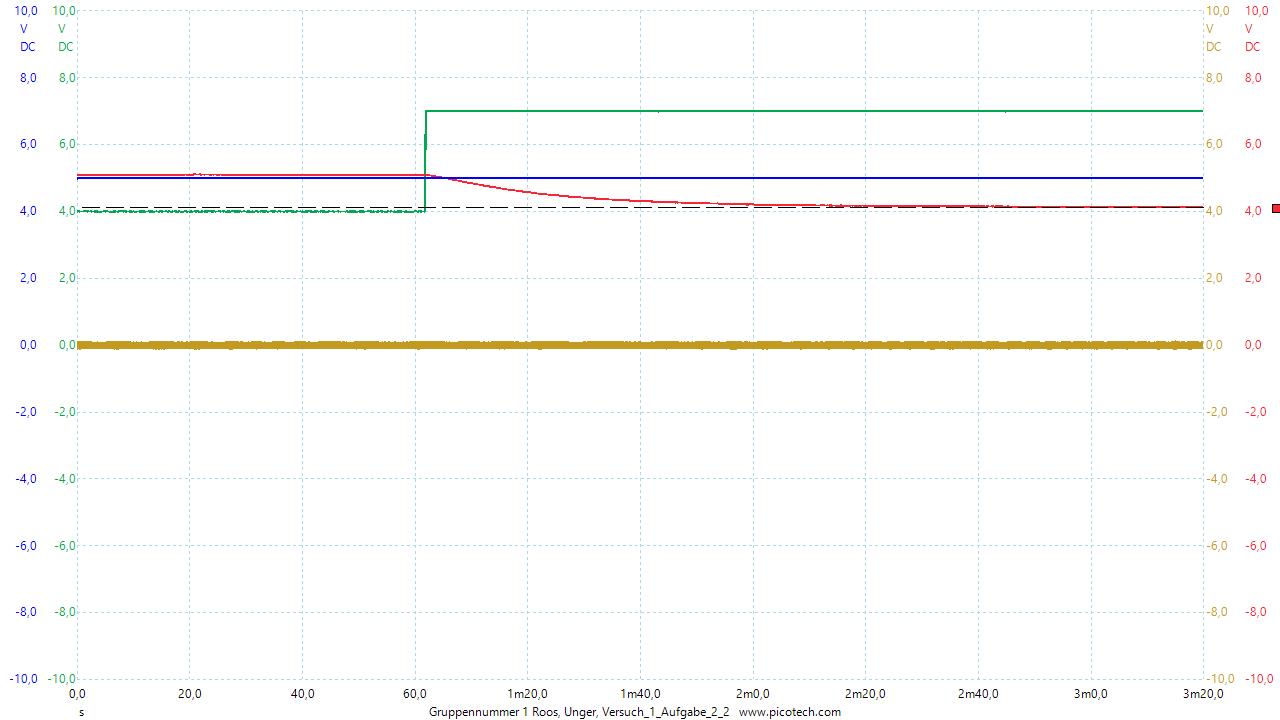 10,0 10,0 10,0 10,0
V V V V
DC DC DC DC
8,0 8,0 8,0 8,0
6,0 6,0 6,0 6,0
4,0 4,0 4,0 4,0
2,0 2,0 2,0 2,0
0,0 0,0 0,0 0,0
-2,0 -2,0 -2,0 -2,0
-4,0 -4,0 -4,0 -4,0
-6,0 -6,0 -6,0 -6,0
-8,0 -8,0 -8,0 -8,0
-10,0 -10,0 -10,0 -10,0
0,0 20,0 40,0 60,0 1m20,0 1m40,0 2m0,0 2m20,0 2m40,0 3m0,0 3m20,0
s Gruppennummer 1 Roos, Unger, Versuch_1_Aufgabe_2_2 www.picotech.com